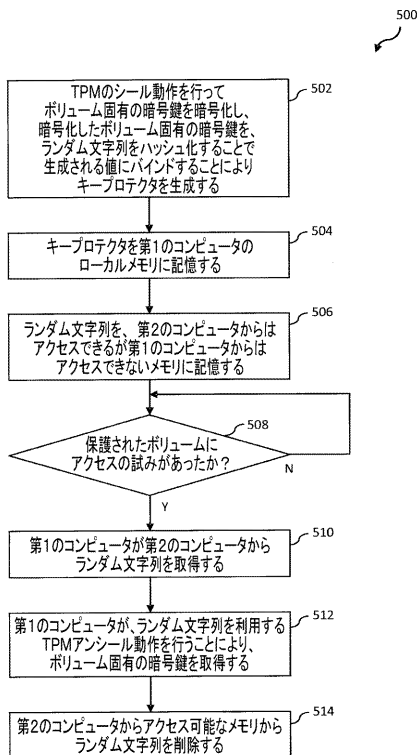 500
TPMのシール動作を行って
ボリューム固有の暗号鍵を暗号化し、
暗号化したボリューム固有の暗号鍵を、
ランダム文字列をハッシュ化することで
生成される値にバインドすることにより
キープロテクタを生成する
502
キープロテクタを第1のコンピュータの
ローカルメモリに記憶する
504
ランダム文字列を、第2のコンピュータからは
アクセスできるが第1のコンピュータからは
アクセスできないメモリに記憶する
506
保護されたボリュームに
アクセスの試みがあったか？
508
N
Y
第1のコンピュータが第2のコンピュータから
ランダム文字列を取得する
510
第1のコンピュータが、ランダム文字列を利用する
TPMアンシール動作を行うことにより、
ボリューム固有の暗号鍵を取得する
512
第2のコンピュータからアクセス可能なメモリから
ランダム文字列を削除する
514